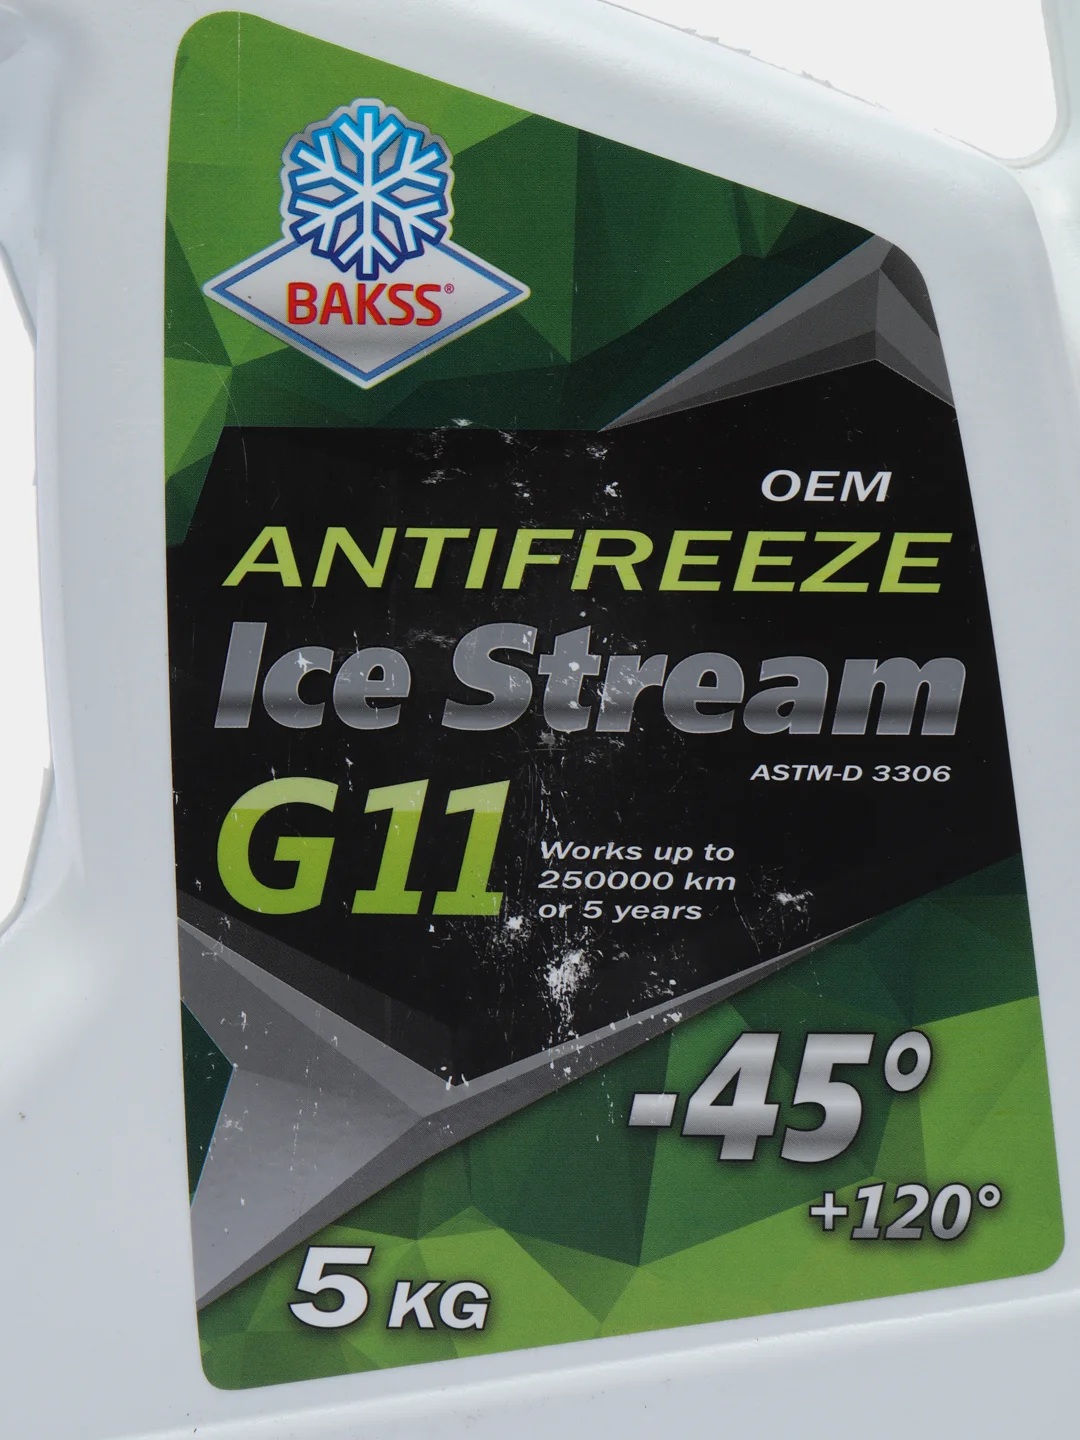 BAKSS®
OEM
ANTIFREEZE
Ice Stream
ASTM-D 3306
G11
Works up to
250000 km
or 5 years
-45°
+120°
5 KG